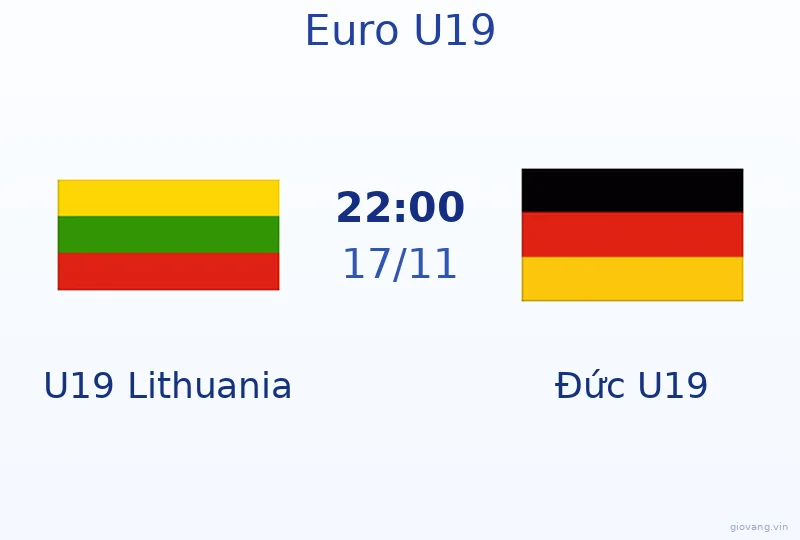 Euro U19
22:00
17/11
U19 Lithuania
Đức U19
giovang.vin